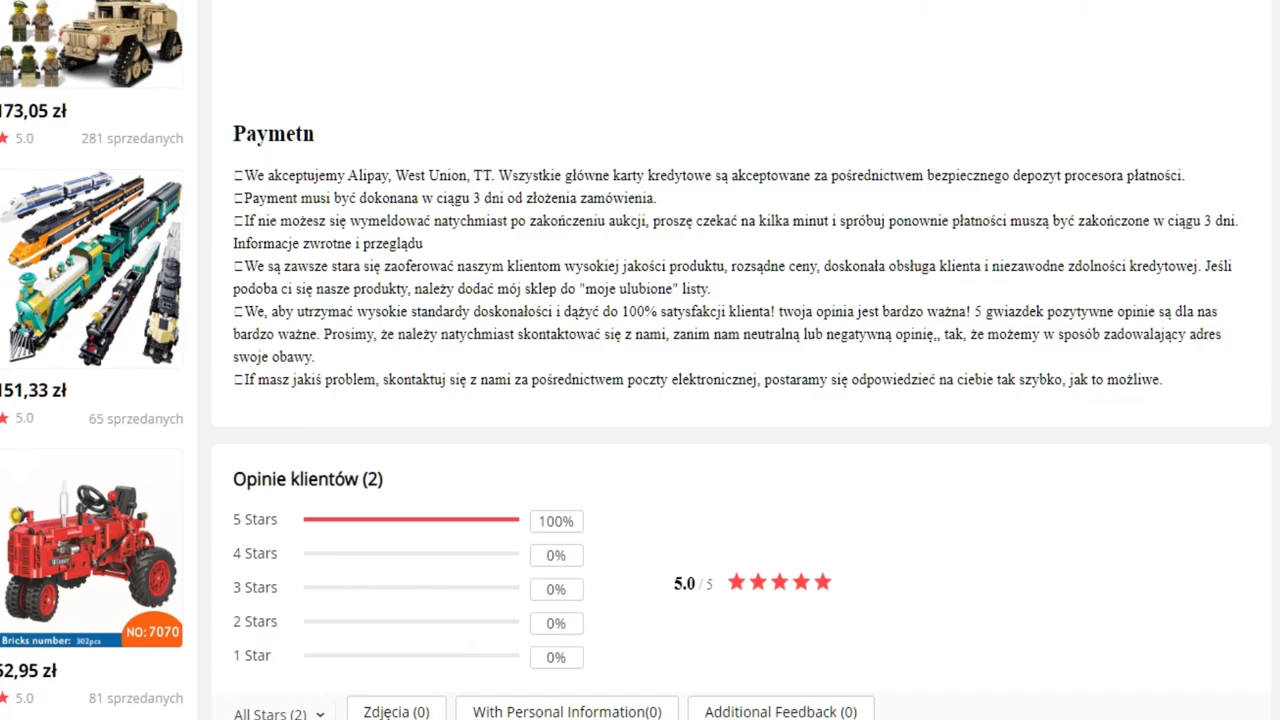 173,05 zł
5.0 281 sprzedanych
151,33 zł
5.0 65 sprzedanych
Bricks number: 302pcs
NO: 7070
52,95 zł
5.0 81 sprzedanych
Paymetn
We akceptujemy Alipay, West Union, TT. Wszystkie główne karty kredytowe są akceptowane za pośrednictwem bezpiecznego depozyt procesora płatności.
Payment musi być dokonana w ciągu 3 dni od złożenia zamówienia.
If nie możesz się wymeldować natychmiast po zakończeniu aukcji, proszę czekać na kilka minut i spróbuj ponownie płatności muszą być zakończone w ciągu 3 dni.
Informacje zwrotne i przeglądu
We są zawsze stara się zaoferować naszym klientom wysokiej jakości produktu, rozsądne ceny, doskonała obsługa klienta i niezawodne zdolności kredytowej. Jeśli
podoba ci się nasze produkty, należy dodać mój sklep do "moje ulubione" listy.
We, aby utrzymać wysokie standardy doskonałości i dążyć do 100% satysfakcji klienta! twoja opinia jest bardzo ważna! 5 gwiazdek pozytywne opinie są dla nas
bardzo ważne. Prosimy, że należy natychmiast skontaktować się z nami, zanim nam neutralną lub negatywną opinię,, tak, że możemy w sposób zadowalający adres
swoje obawy.
If masz jakiś problem, skontaktuj się z nami za pośrednictwem poczty elektronicznej, postaramy się odpowiedzieć na ciebie tak szybko, jak to możliwe.
Opinie klientów (2)
5 Stars 100%
4 Stars 0%
3 Stars 0%
2 Stars 0%
1 Star 0%
5.0 / 5
All Stars (2) Zdjęcia (0) With Personal Information(0) Additional Feedback (0)